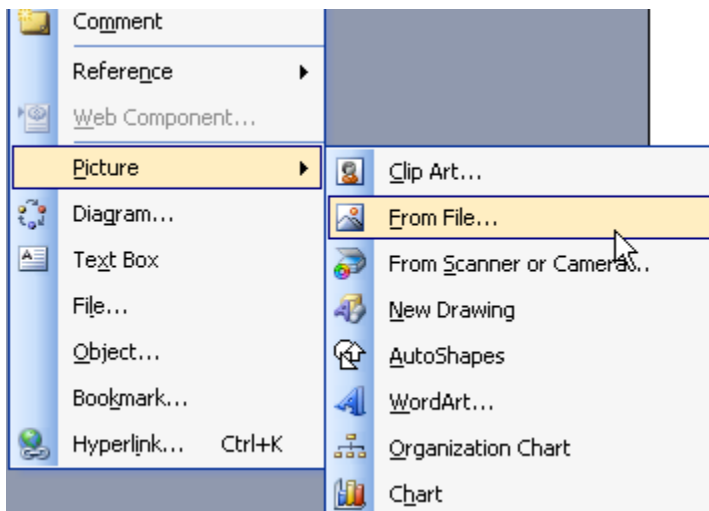 Comment
Reference
Web Component...
Picture
Diagram...
Text Box
File...
Object...
Bookmark...
Hyperlink... Ctrl+K
Clip Art...
From File...
From Scanner or Camera...
New Drawing
AutoShapes
WordArt...
Organization Chart
Chart